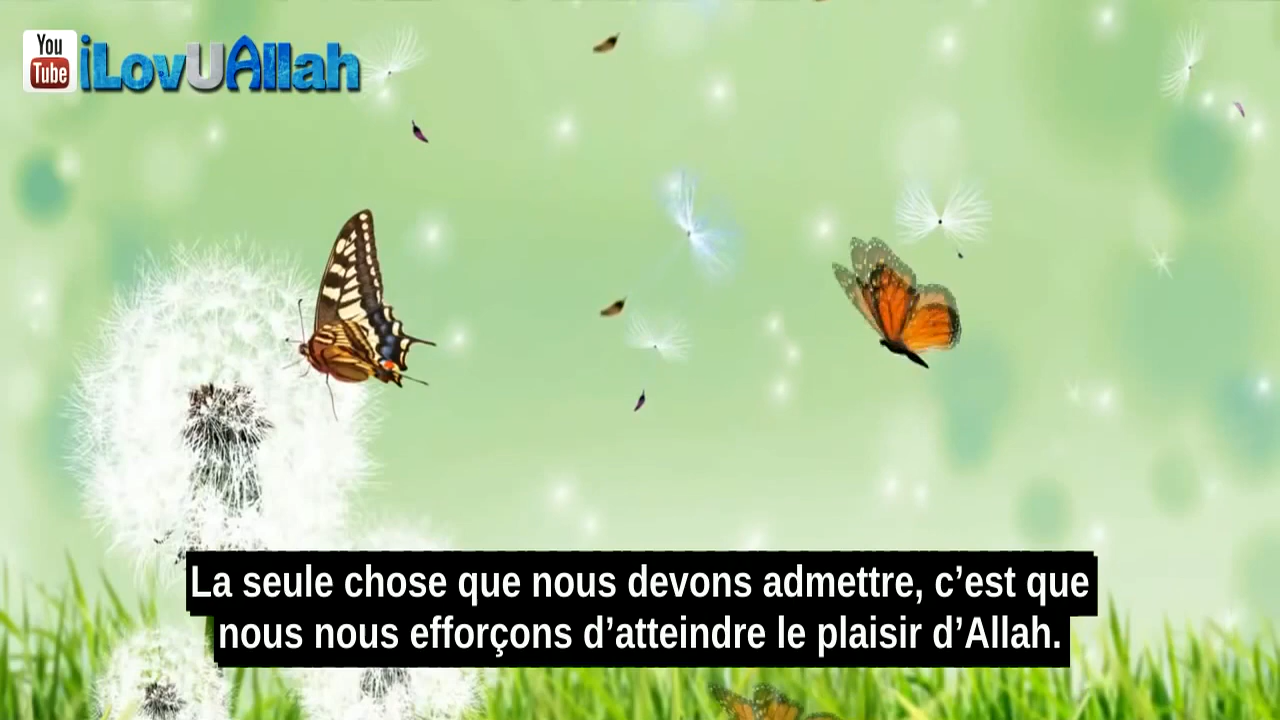 You
Tube
iLovUAllah
La seule chose que nous devons admettre, c’est que
nous nous efforçons d’atteindre le plaisir d’Allah.